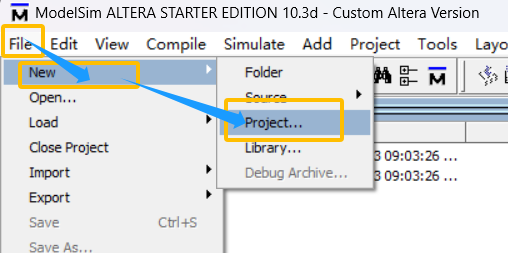 ModelSim ALTERA STARTER EDITION 10.3d - Custom Altera Version
File Edit View Compile Simulate Add Project Tools Layo
New
Open...
Load
Close Project
Import
Export
Save Ctrl+S
Save As...
Folder
Source
Project...
Library...
Debug Archive...
3 09:03:26 ...
3 09:03:26 ...